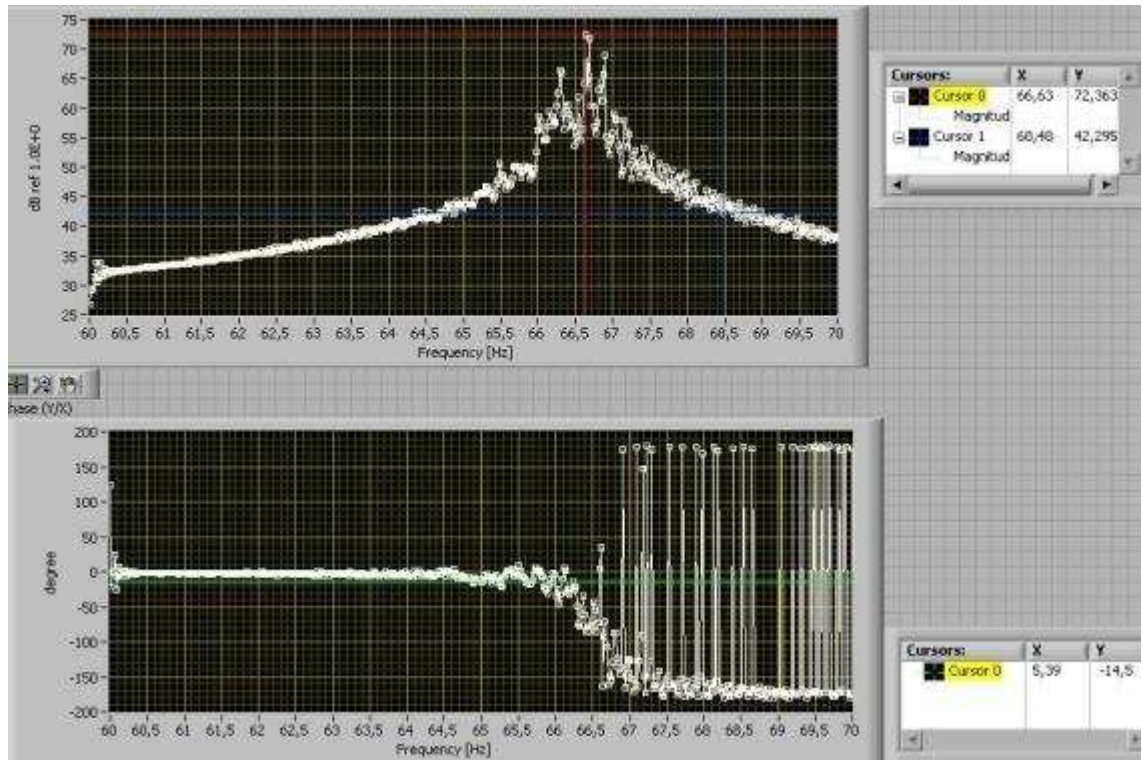 75
70
65
60
55
50
45
40
35
30
25
dB ref 1.0E+0
60 60,5 61 61,5 62 62,5 63 63,5 64 64,5 65 65,5 66 66,5 67 67,5 68 68,5 69 69,5 70
Frequency [Hz]
Cursors: X Y
Cursor 0 66,63 72,363
Magnitud
Cursor 1 68,48 42,295
Magnitud
hase (Y/X)
200
150
100
50
0
-50
-100
-150
-200
degree
60 60,5 61 61,5 62 62,5 63 63,5 64 64,5 65 65,5 66 66,5 67 67,5 68 68,5 69 69,5 70
Frequency [Hz]
Cursors: X Y
Cursor 0 5,39 -14,5